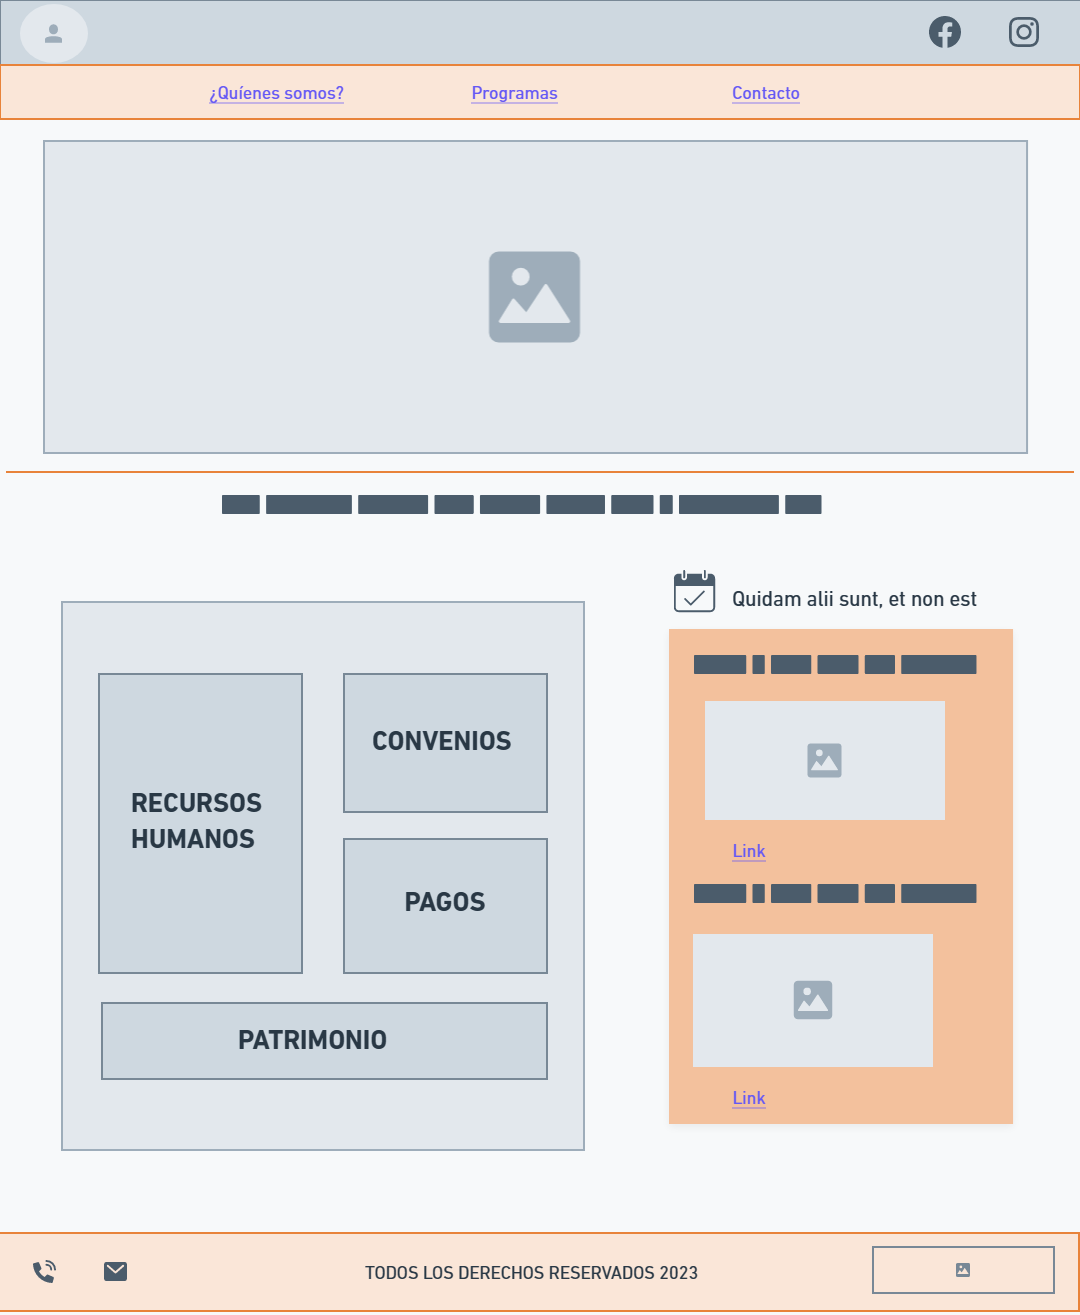 ¿Quíenes somos?
Programas
Contacto
Quidam alii sunt, et non est
RECURSOS
HUMANOS
CONVENIOS
PAGOS
PATRIMONIO
Link
Link
TODOS LOS DERECHOS RESERVADOS 2023